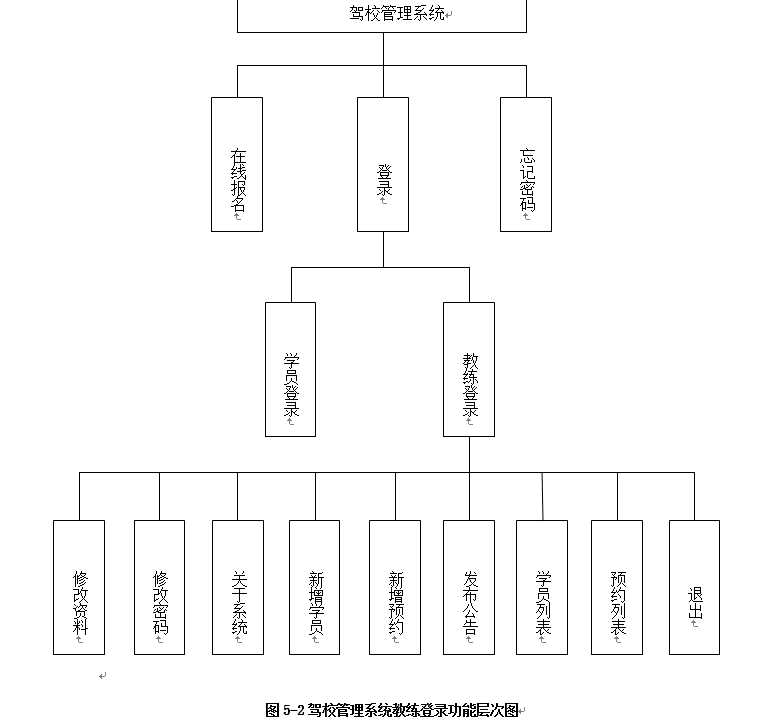 驾校管理系统
在线报名
登录
忘记密码
学员登录
教练登录
修改资料
修改密码
关于系统
新增学员
新增预约
发布公告
学员列表
预约列表
退出
图 5-2 驾校管理系统教练登录功能层次图